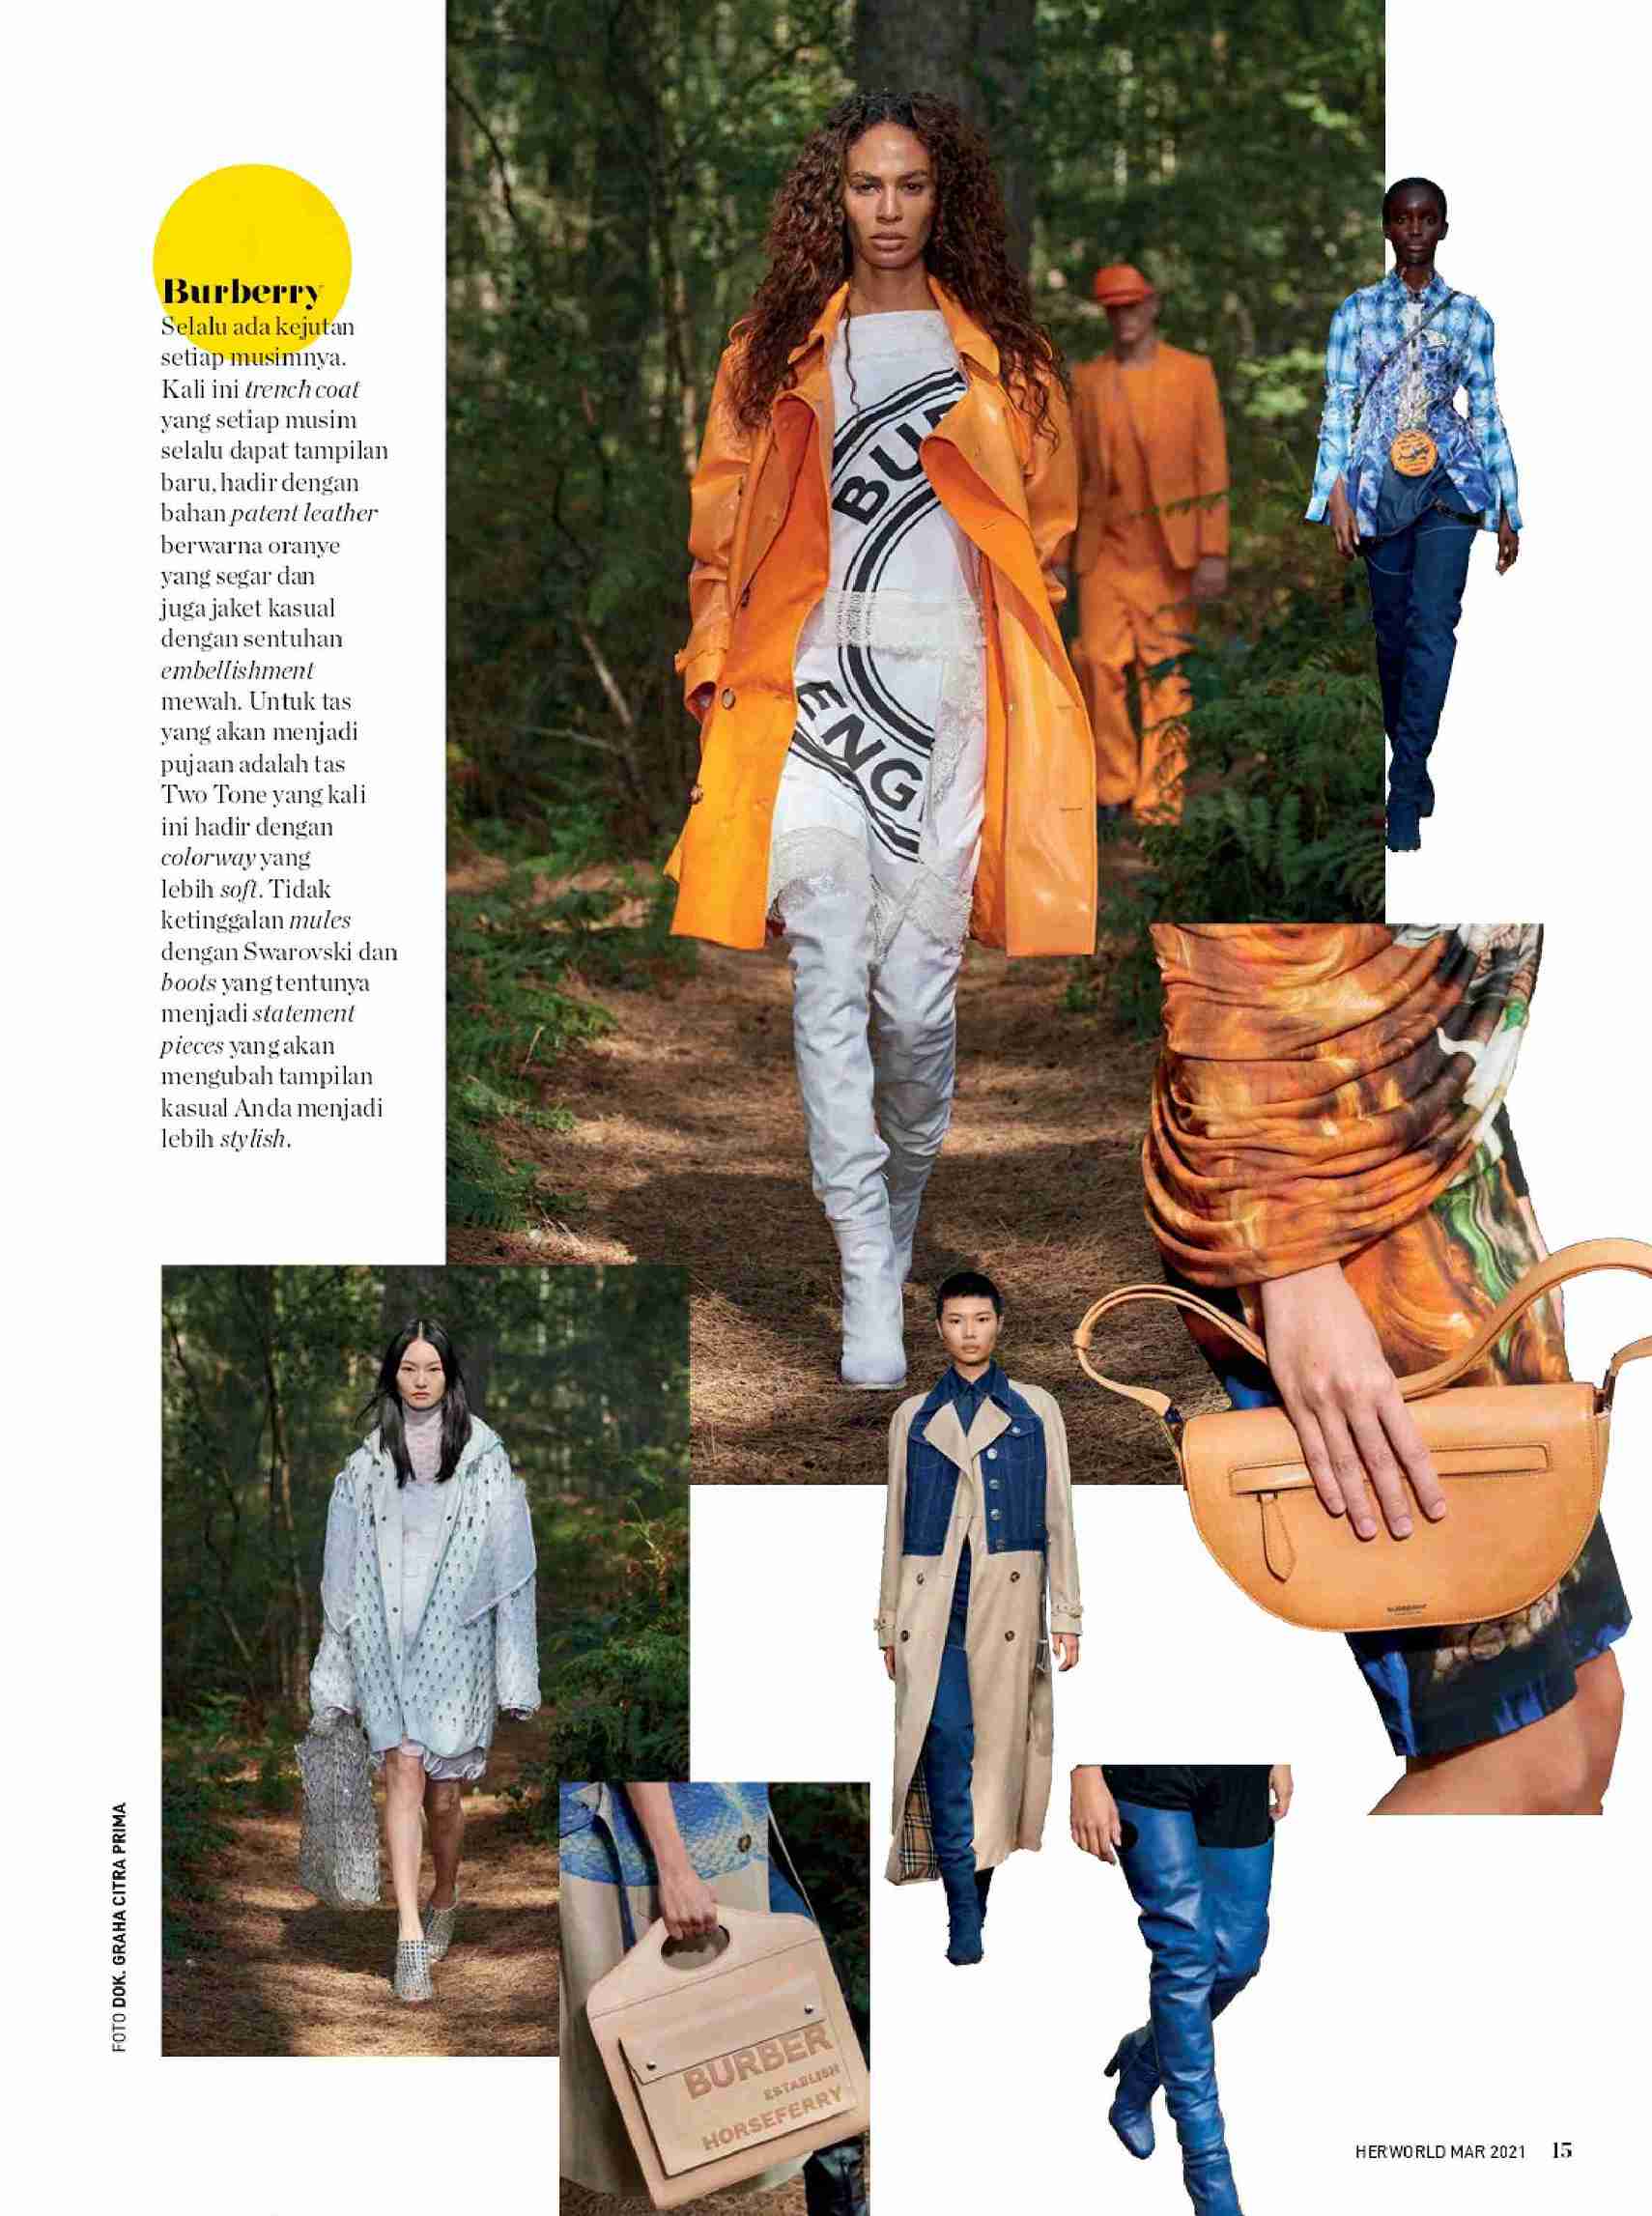 Burberry
Selalu ada kejutan
setiap musimnya.
Kali ini trench coat
yang setiap musim
selalu dapat tampilan
baru, hadir dengan
bahan patent leather
berwarna oranye
yang segar dan
juga jaket kasual
dengan sentuhan
embellishment
mewah. Untuk tas
yang akan menjadi
pujaan adalah tas
Two Tone yang kali
ini hadir dengan
colorway yang
lebih soft. Tidak
ketinggalan mules
dengan Swarovski dan
boots yang tentunya
menjadi statement
pieces yang akan
mengubah tampilan
kasual Anda menjadi
lebih stylish.
BUR
ENG
BURBERRY
BURBER
ESTABLISH
HORSEFERRY
FOTO DOK. GRAHA CITRA PRIMA
HERWORLD MAR 2021 15